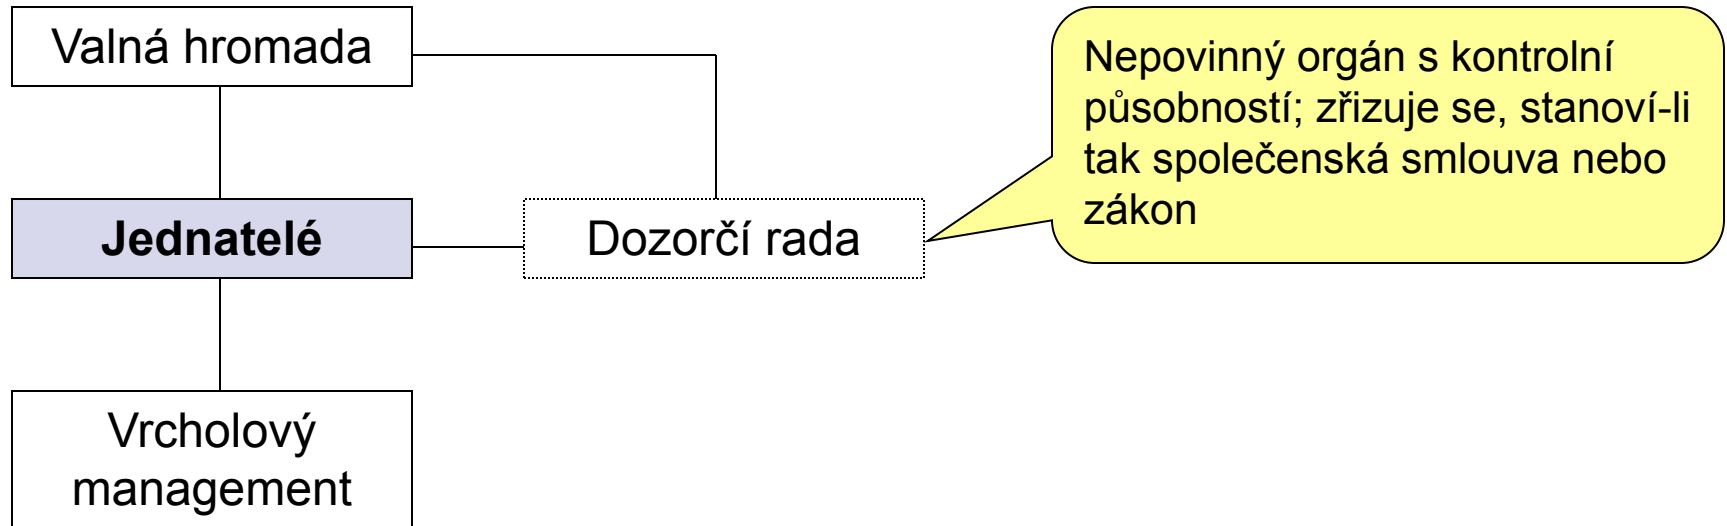 Valná hromada
Nepovinný orgán s kontrolní
působností; zřizuje se, stanoví-li
tak společenská smlouva nebo
zákon
Jednatelé
Dozorčí rada
Vrcholový
management